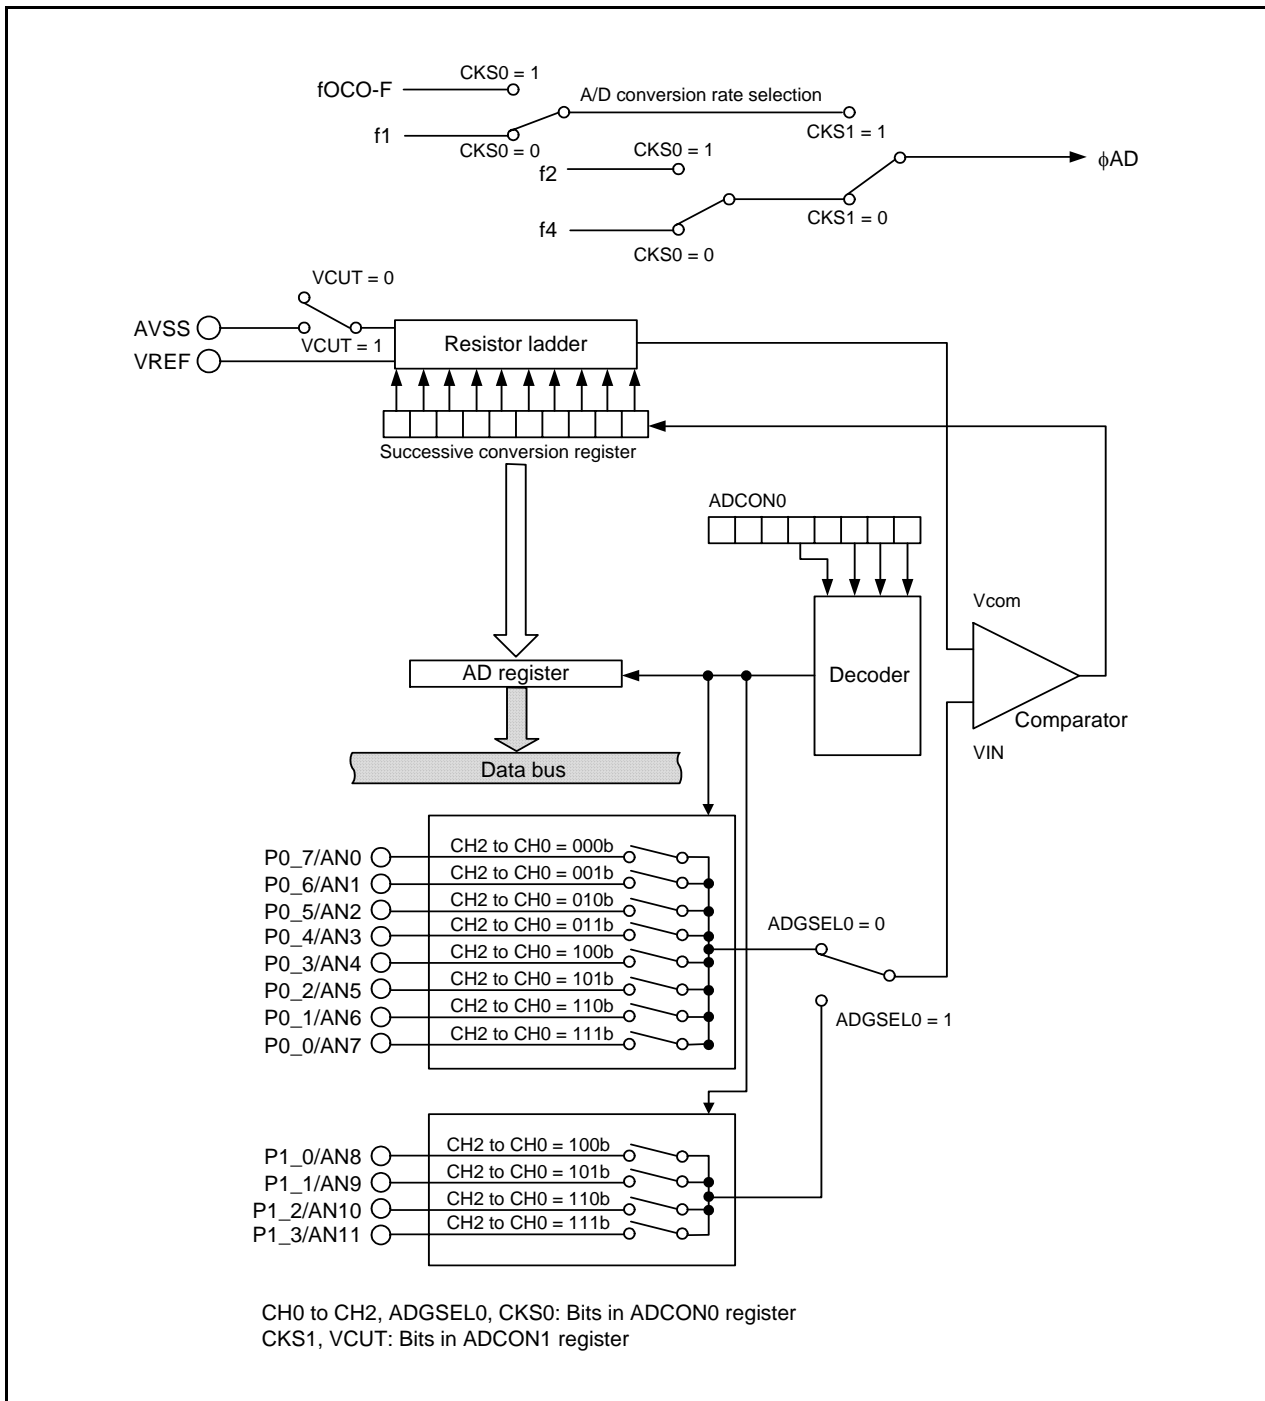 CKS0 = 1
fOCO-F
A/D conversion rate selection
f1
CKS0 = 0
CKS1 = 1
CKS0 = 1
f2
ϕAD
CKS1 = 0
f4
CKS0 = 0
VCUT = 0
AVSS
VCUT = 1
VREF
Resistor ladder
Successive conversion register
ADCON0
Vcom
Decoder
AD register
Comparator
VIN
Data bus
P0_7/AN0 CH2 to CH0 = 000b
P0_6/AN1 CH2 to CH0 = 001b
P0_5/AN2 CH2 to CH0 = 010b
P0_4/AN3 CH2 to CH0 = 011b
P0_3/AN4 CH2 to CH0 = 100b
P0_2/AN5 CH2 to CH0 = 101b
P0_1/AN6 CH2 to CH0 = 110b
P0_0/AN7 CH2 to CH0 = 111b
ADGSEL0 = 0
ADGSEL0 = 1
P1_0/AN8 CH2 to CH0 = 100b
P1_1/AN9 CH2 to CH0 = 101b
P1_2/AN10 CH2 to CH0 = 110b
P1_3/AN11 CH2 to CH0 = 111b
CH0 to CH2, ADGSEL0, CKS0: Bits in ADCON0 register
CKS1, VCUT: Bits in ADCON1 register